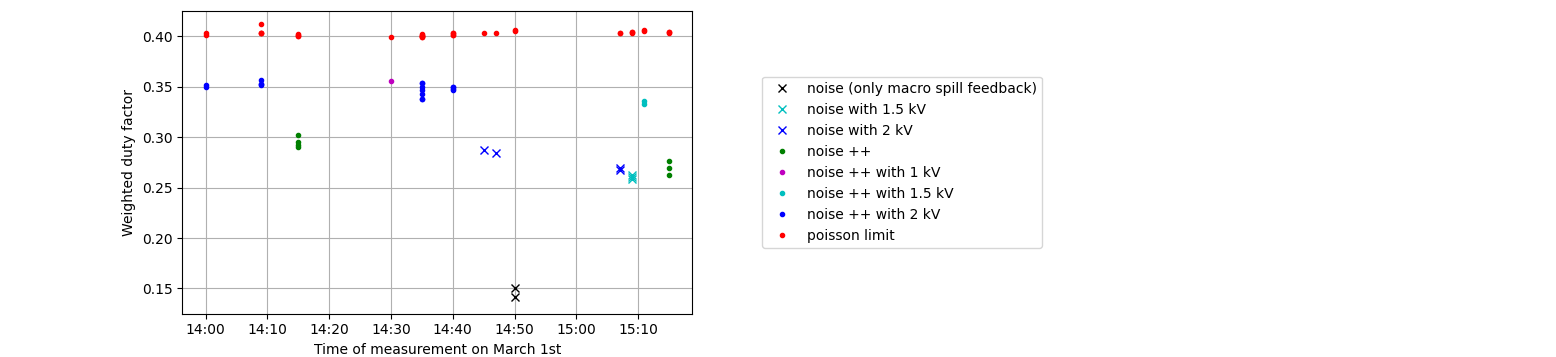 0.40
0.35
0.30
0.25
0.20
0.15
Weighted duty factor
14:00 14:10 14:20 14:30 14:40 14:50 15:00 15:10
Time of measurement on March 1st
noise (only macro spill feedback)
noise with 1.5 kV
noise with 2 kV
noise ++
noise ++ with 1 kV
noise ++ with 1.5 kV
noise ++ with 2 kV
poisson limit